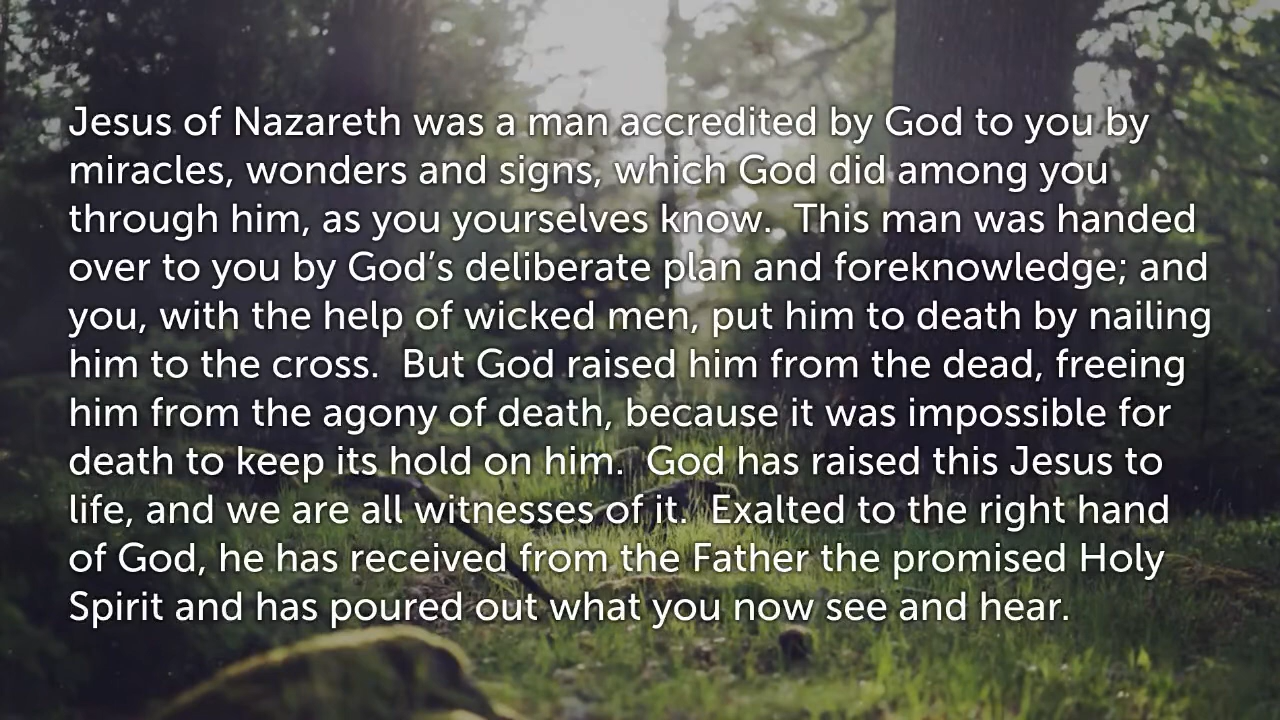 Jesus of Nazareth was a man accredited by God to you by
miracles, wonders and signs, which God did among you
through him, as you yourselves know.  This man was handed
over to you by God’s deliberate plan and foreknowledge; and
you, with the help of wicked men, put him to death by nailing
him to the cross.  But God raised him from the dead, freeing
him from the agony of death, because it was impossible for
death to keep its hold on him.  God has raised this Jesus to
life, and we are all witnesses of it.  Exalted to the right hand
of God, he has received from the Father the promised Holy
Spirit and has poured out what you now see and hear.